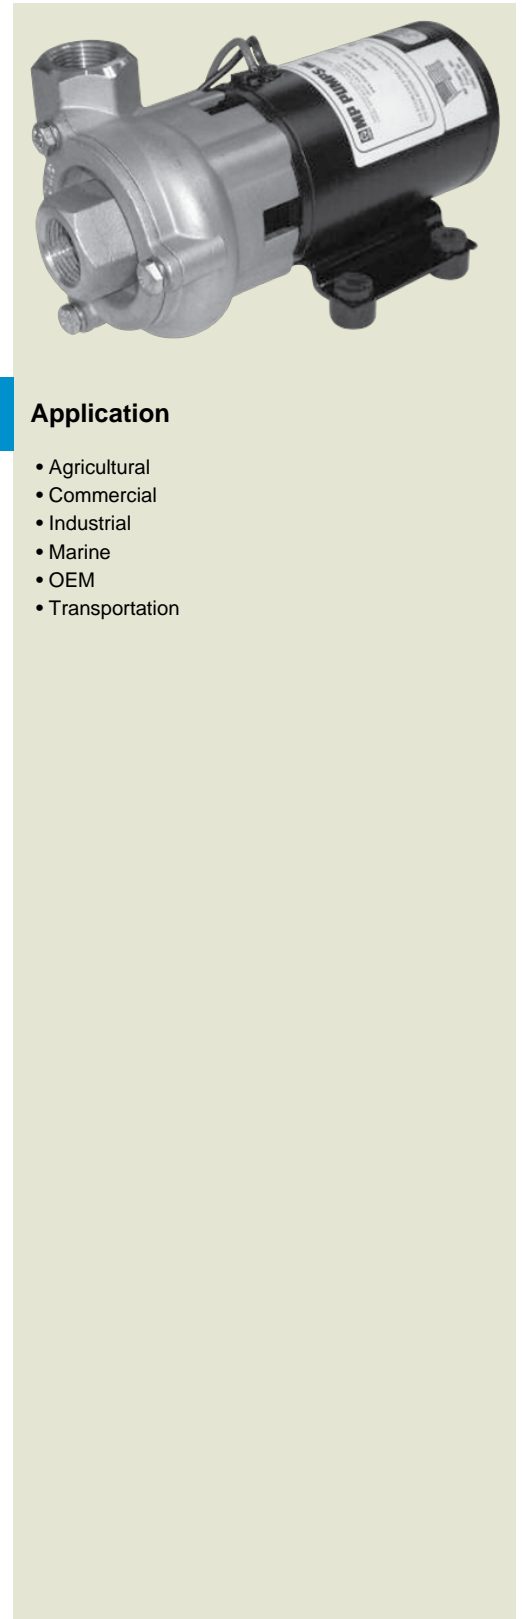 MP PUMPS
Application
• Agricultural
• Commercial
• Industrial
• Marine
• OEM
• Transportation